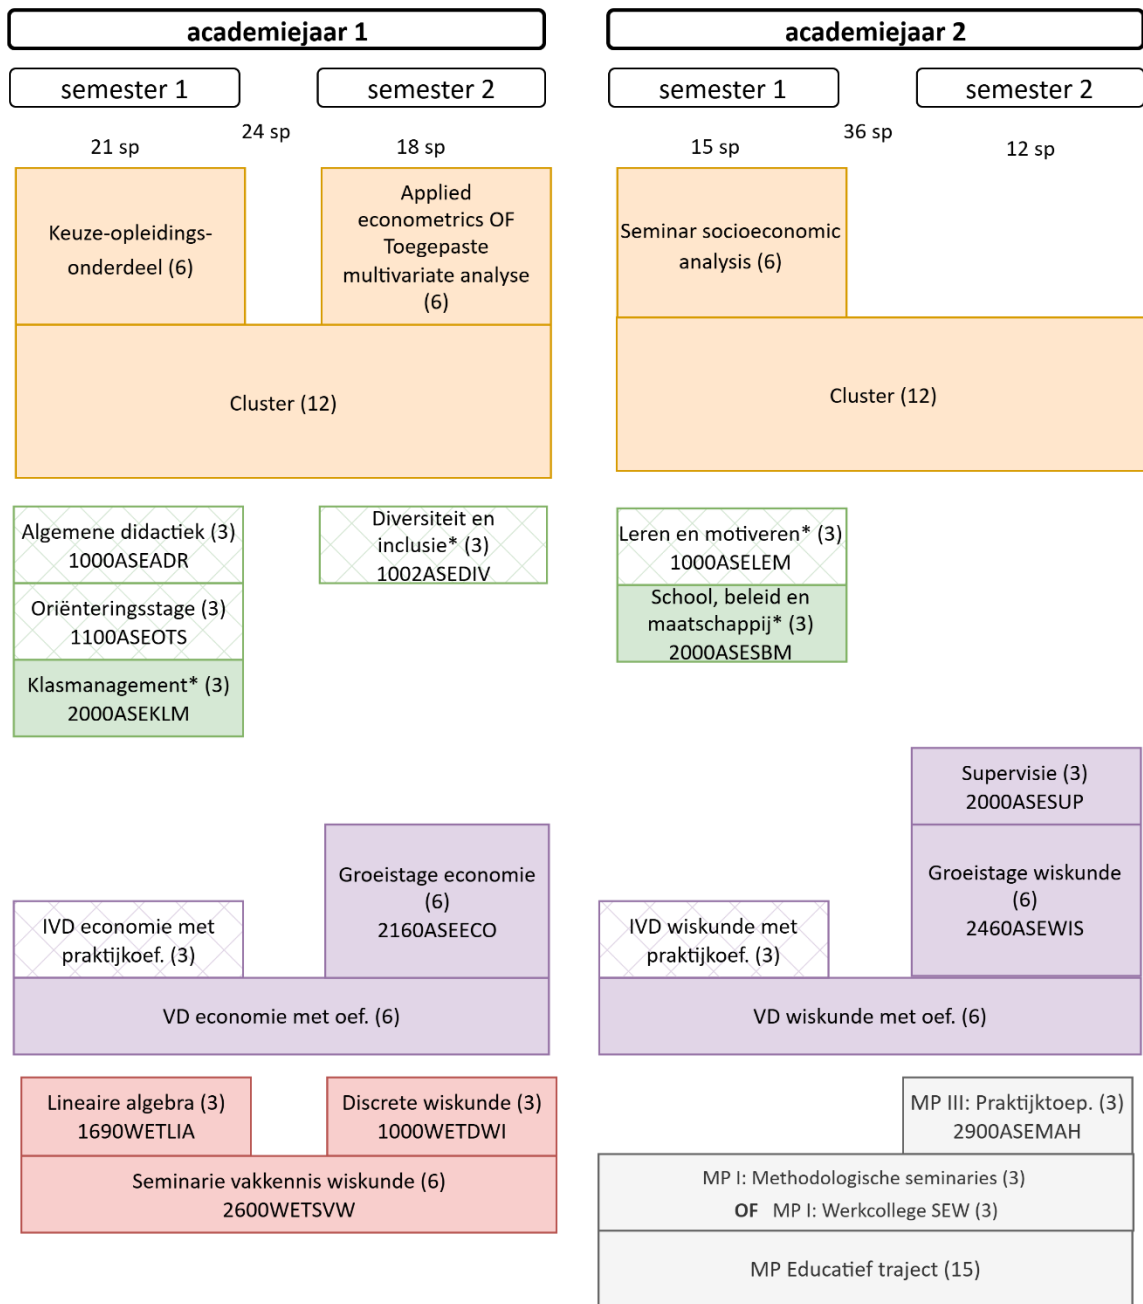 academiejaar 1
academiejaar 2
semester 1
semester 2
semester 1
semester 2
24 sp
36 sp
21 sp
18 sp
15 sp
12 sp
Keuze-opleidings-
onderdeel (6)
Applied
econometrics OF
Toegepaste
multivariate analyse
(6)
Seminar socioeconomic
analysis (6)
Cluster (12)
Cluster (12)
Algemene didactiek (3)
1000ASEADR
Diversiteit en
inclusie* (3)
1002ASEDIV
Leren en motiveren* (3)
1000ASELEM
Oriënteringsstage (3)
1100ASEOTS
School, beleid en
maatschappij* (3)
2000ASESBM
Klasmanagement* (3)
2000ASEKLM
Supervisie (3)
2000ASESUP
Groeistage economie
(6)
2160ASEECO
Groeistage wiskunde
(6)
2460ASEWIS
IVD economie met
praktijkoef. (3)
IVD wiskunde met
praktijkoef. (3)
VD economie met oef. (6)
VD wiskunde met oef. (6)
Lineaire algebra (3)
1690WETLIA
Discrete wiskunde (3)
1000WETDWI
MP III: Praktijktoep. (3)
2900ASEMAH
Seminarie vakkennis wiskunde (6)
2600WETSVW
MP I: Methodologische seminaries (3)
OF MP I: Werkcollege SEW (3)
MP Educatief traject (15)